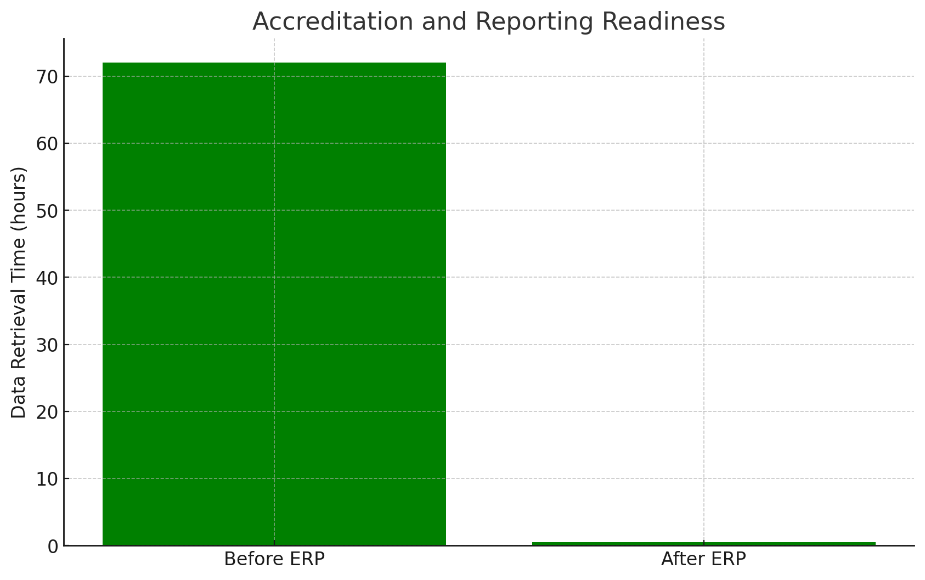 Accreditation and Reporting Readiness
Data Retrieval Time (hours)
70
60
50
40
30
20
10
0
Before ERP
After ERP